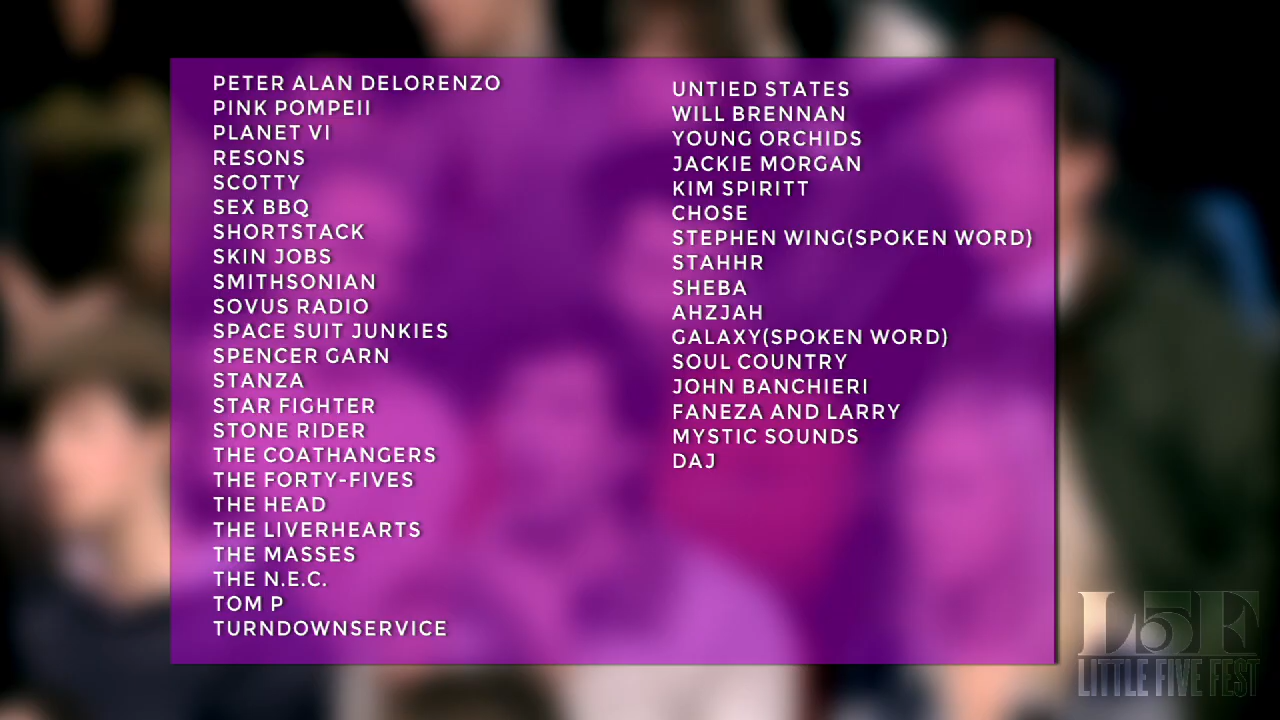 PETER ALAN DELORENZO
PINK POMPEII
PLANET VI
RESONS
SCOTTY
SEX BBQ
SHORTSTACK
SKIN JOBS
SMITHSONIAN
SOVUS RADIO
SPACE SUIT JUNKIES
SPENCER GARN
STANZA
STAR FIGHTER
STONE RIDER
THE COATHANGERS
THE FORTY-FIVES
THE HEAD
THE LIVERHEARTS
THE MASSES
THE N.E.C.
TOM P
TURNDOWNSERVICE
UNTIED STATES
WILL BRENNAN
YOUNG ORCHIDS
JACKIE MORGAN
KIM SPIRITT
CHOSE
STEPHEN WING(SPOKEN WORD)
STAHHR
SHEBA
AHZJAH
GALAXY(SPOKEN WORD)
SOUL COUNTRY
JOHN BANCHIERI
FANEZA AND LARRY
MYSTIC SOUNDS
DAJ
L5F
LITTLE FIVE FEST